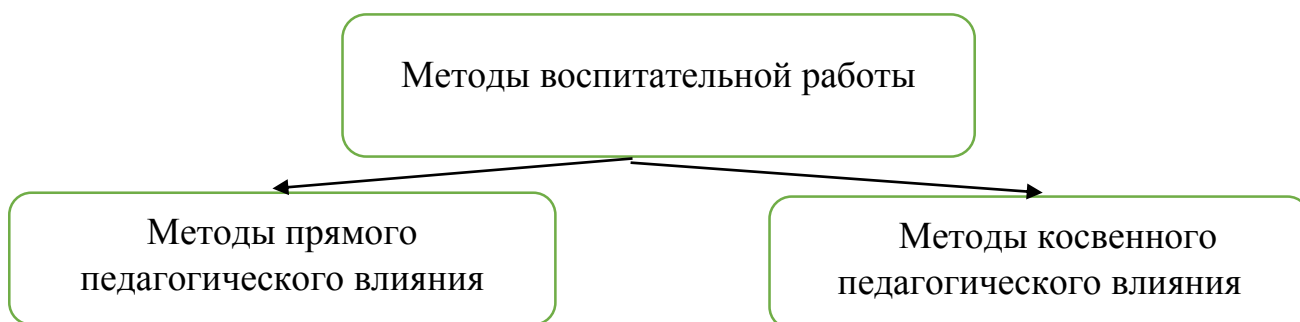 Методы воспитательной работы
Методы прямого
педагогического влияния
Методы косвенного
педагогического влияния